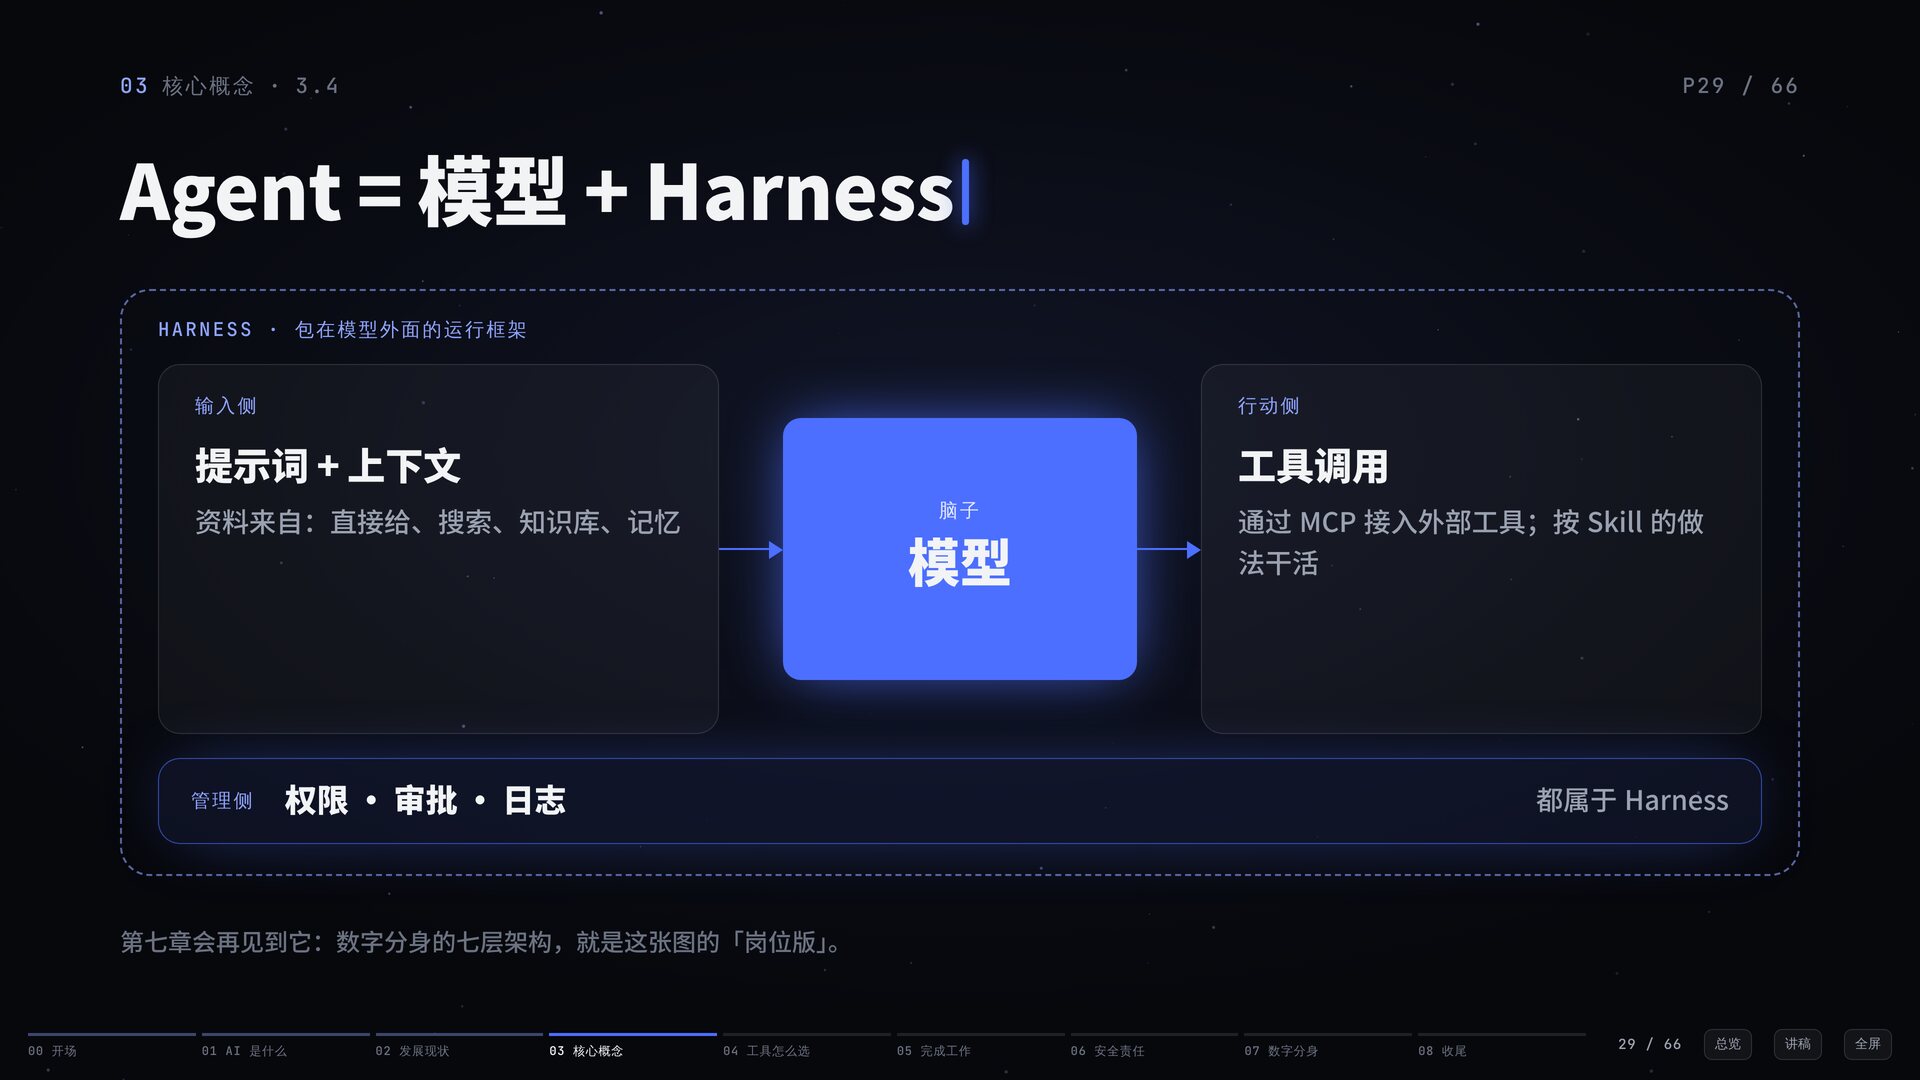 03 核心概念 · 3.4
P29 / 66
Agent = 模型 + Harness
HARNESS · 包在模型外面的运行框架
输入侧
提示词 + 上下文
资料来自：直接给、搜索、知识库、记忆
脑子
模型
行动侧
工具调用
通过 MCP 接入外部工具；按 Skill 的做
法干活
管理侧 权限 · 审批 · 日志
都属于 Harness
第七章会再见到它：数字分身的七层架构，就是这张图的「岗位版」。
00 开场
01 AI 是什么
02 发展现状
03 核心概念
04 工具怎么选
05 完成工作
06 安全责任
07 数字分身
08 收尾
29 / 66
总览
讲稿
全屏